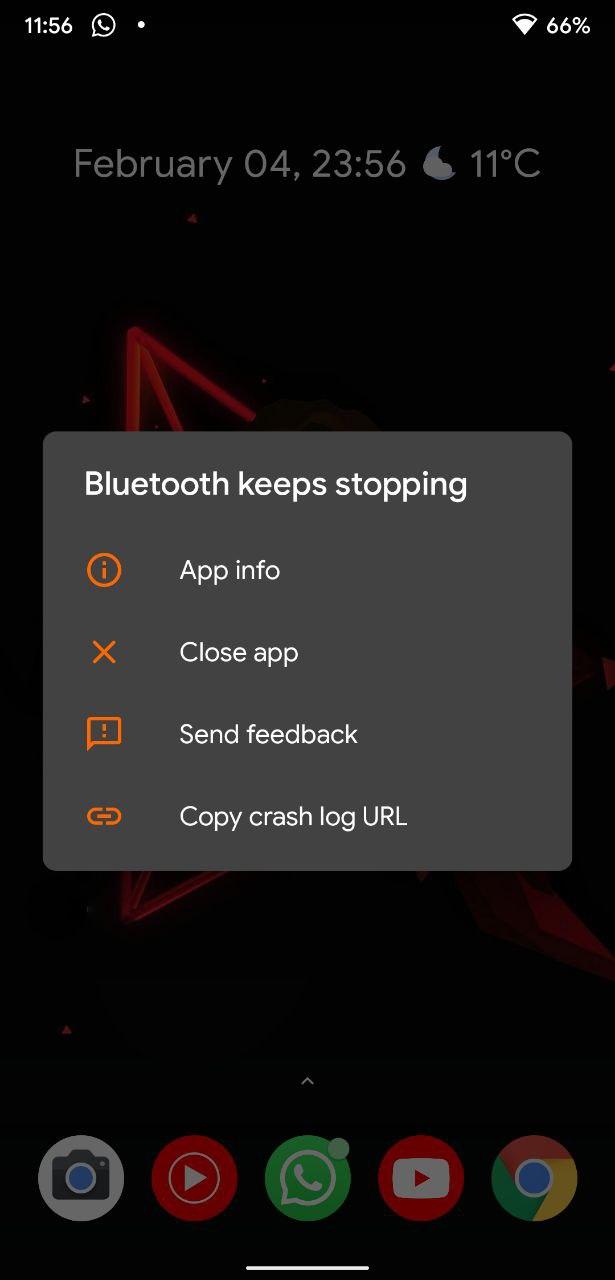 11:56
66%
February 04, 23:56 11°C
Bluetooth keeps stopping
App info
Close app
Send feedback
Copy crash log URL